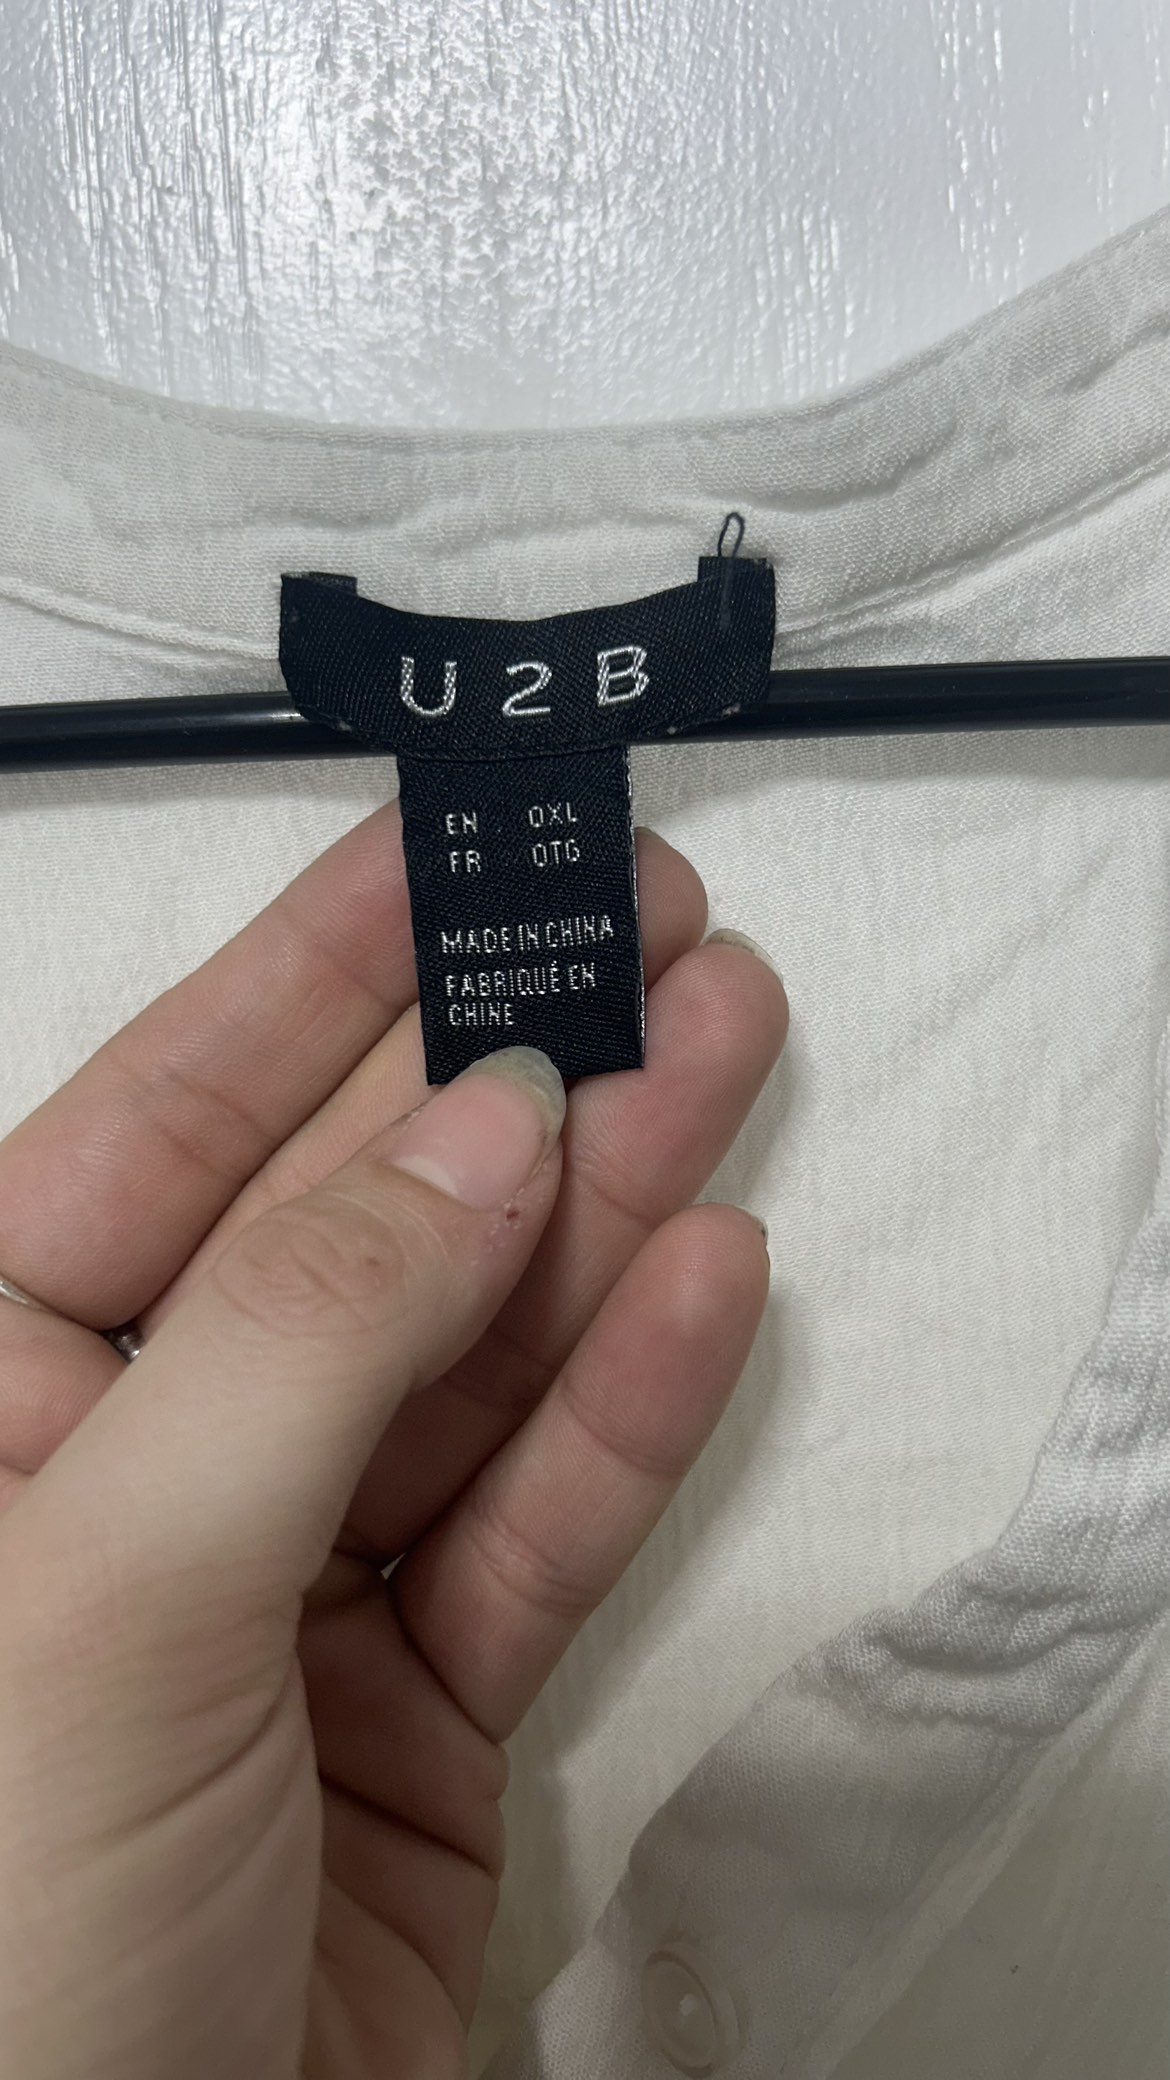 U2B
EN 0XL
FR 0TG
MADE IN CHINA
FABRIQUÉ EN
CHINE